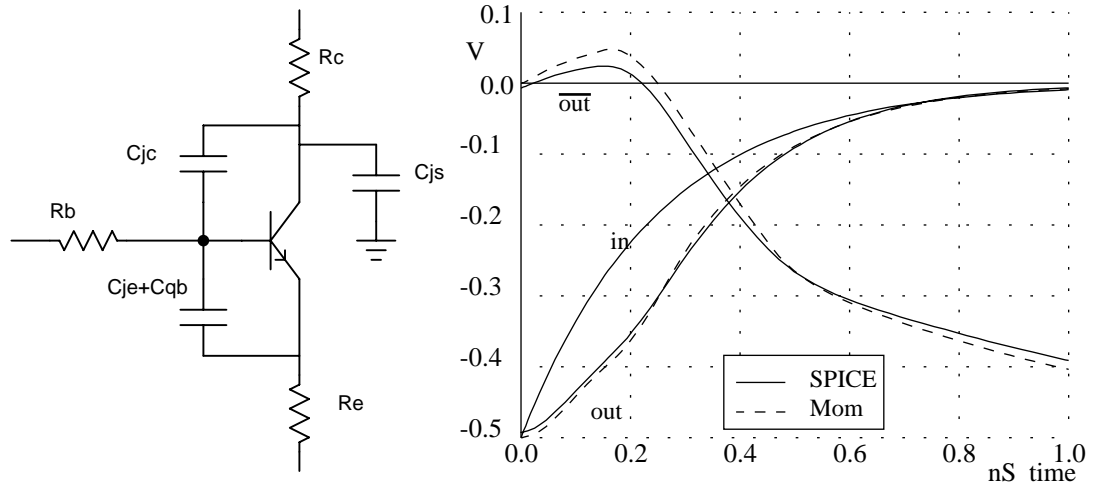 Rc
Cjc
Cjs
Rb
Cje+Cqb
Re
0.1
V
0.0
out
-0.1
-0.2
in
-0.3
-0.4
SPICE
Mom
out
-0.5
0.0 0.2 0.4 0.6 0.8 1.0
nS time